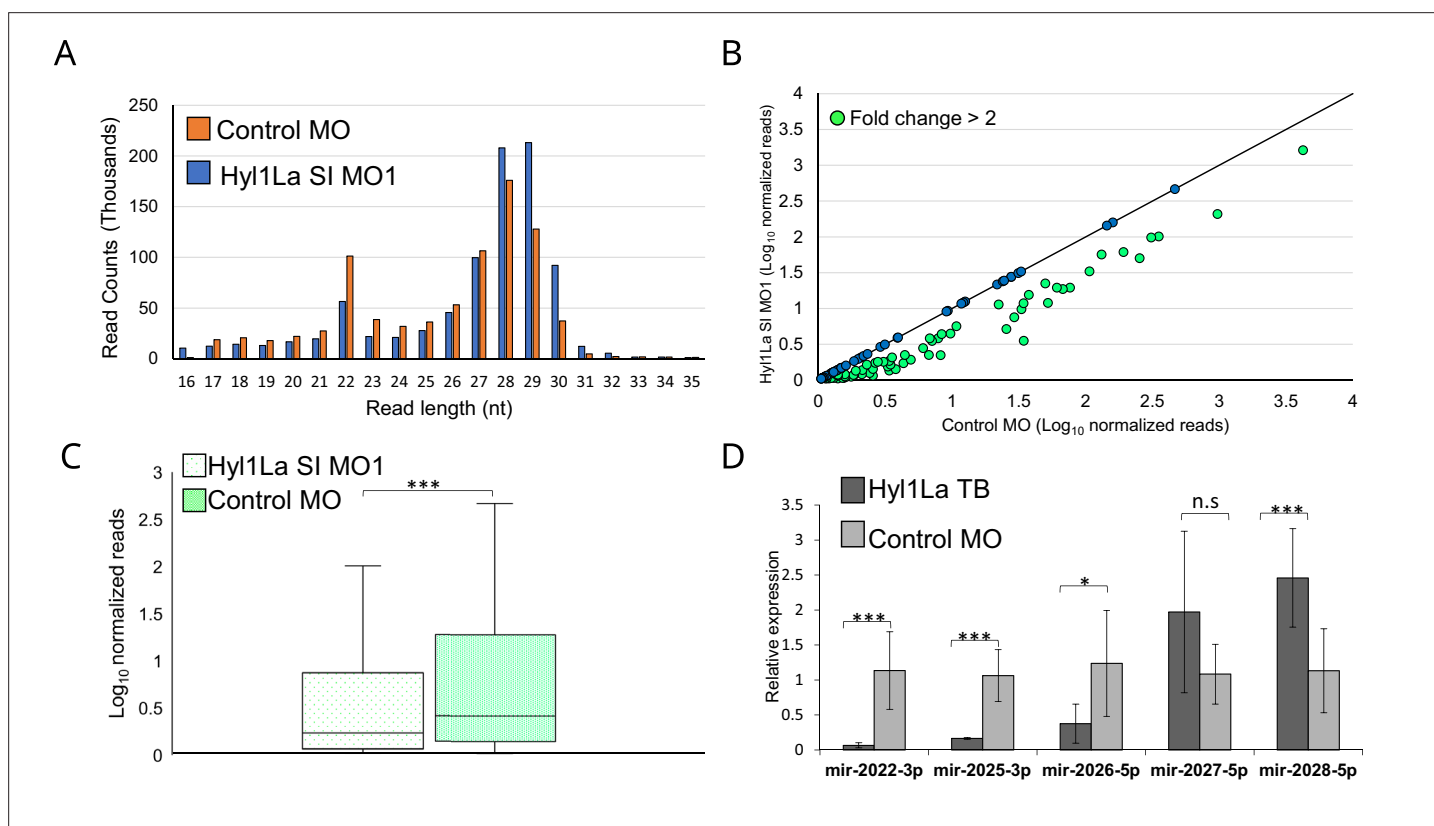 A
Read Counts (Thousands)
250
200
150
100
50
0
Control MO
Hyl1La SI MO1
16 17 18 19 20 21 22 23 24 25 26 27 28 29 30 31 32 33 34 35
Read length (nt)
B
Hyl1La SI MO1 (Log10 normalized reads)
4
3.5
3
2.5
2
1.5
1
0.5
0
Fold change > 2
0 0.5 1 1.5 2 2.5 3 3.5 4
Control MO (Log10 normalized reads)
C
Log10 normalized reads
3
2.5
2
1.5
1
0.5
0
Hyl1La SI MO1
Control MO
***
D
Relative expression
3.5
3
2.5
2
1.5
1
0.5
0
Hyl1La TB
Control MO
***
***
*
n.s
***
mir-2022-3p mir-2025-3p mir-2026-5p mir-2027-5p mir-2028-5p